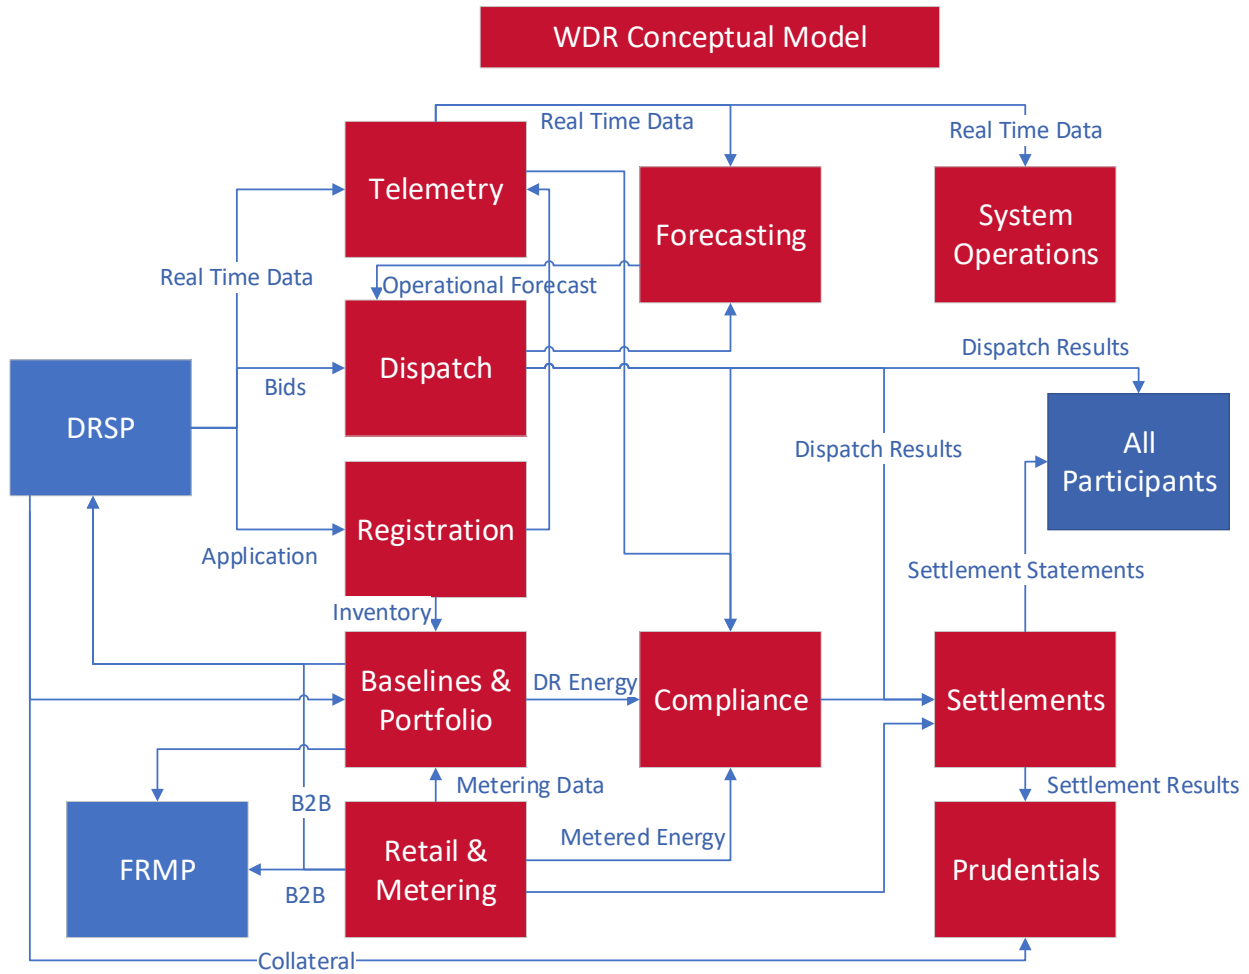 WDR Conceptual Model
Real Time Data
Real Time Data
Telemetry
Forecasting
System
Operations
Real Time Data
Operational Forecast
Dispatch
Dispatch Results
Bids
DRSP
All
Participants
Dispatch Results
Registration
Application
Settlement Statements
Inventory
Baselines &
Portfolio
DR Energy
Compliance
Settlements
Metering Data
Settlement Results
B2B
Metered Energy
FRMP
Retail &
Metering
Prudentials
B2B
Collateral